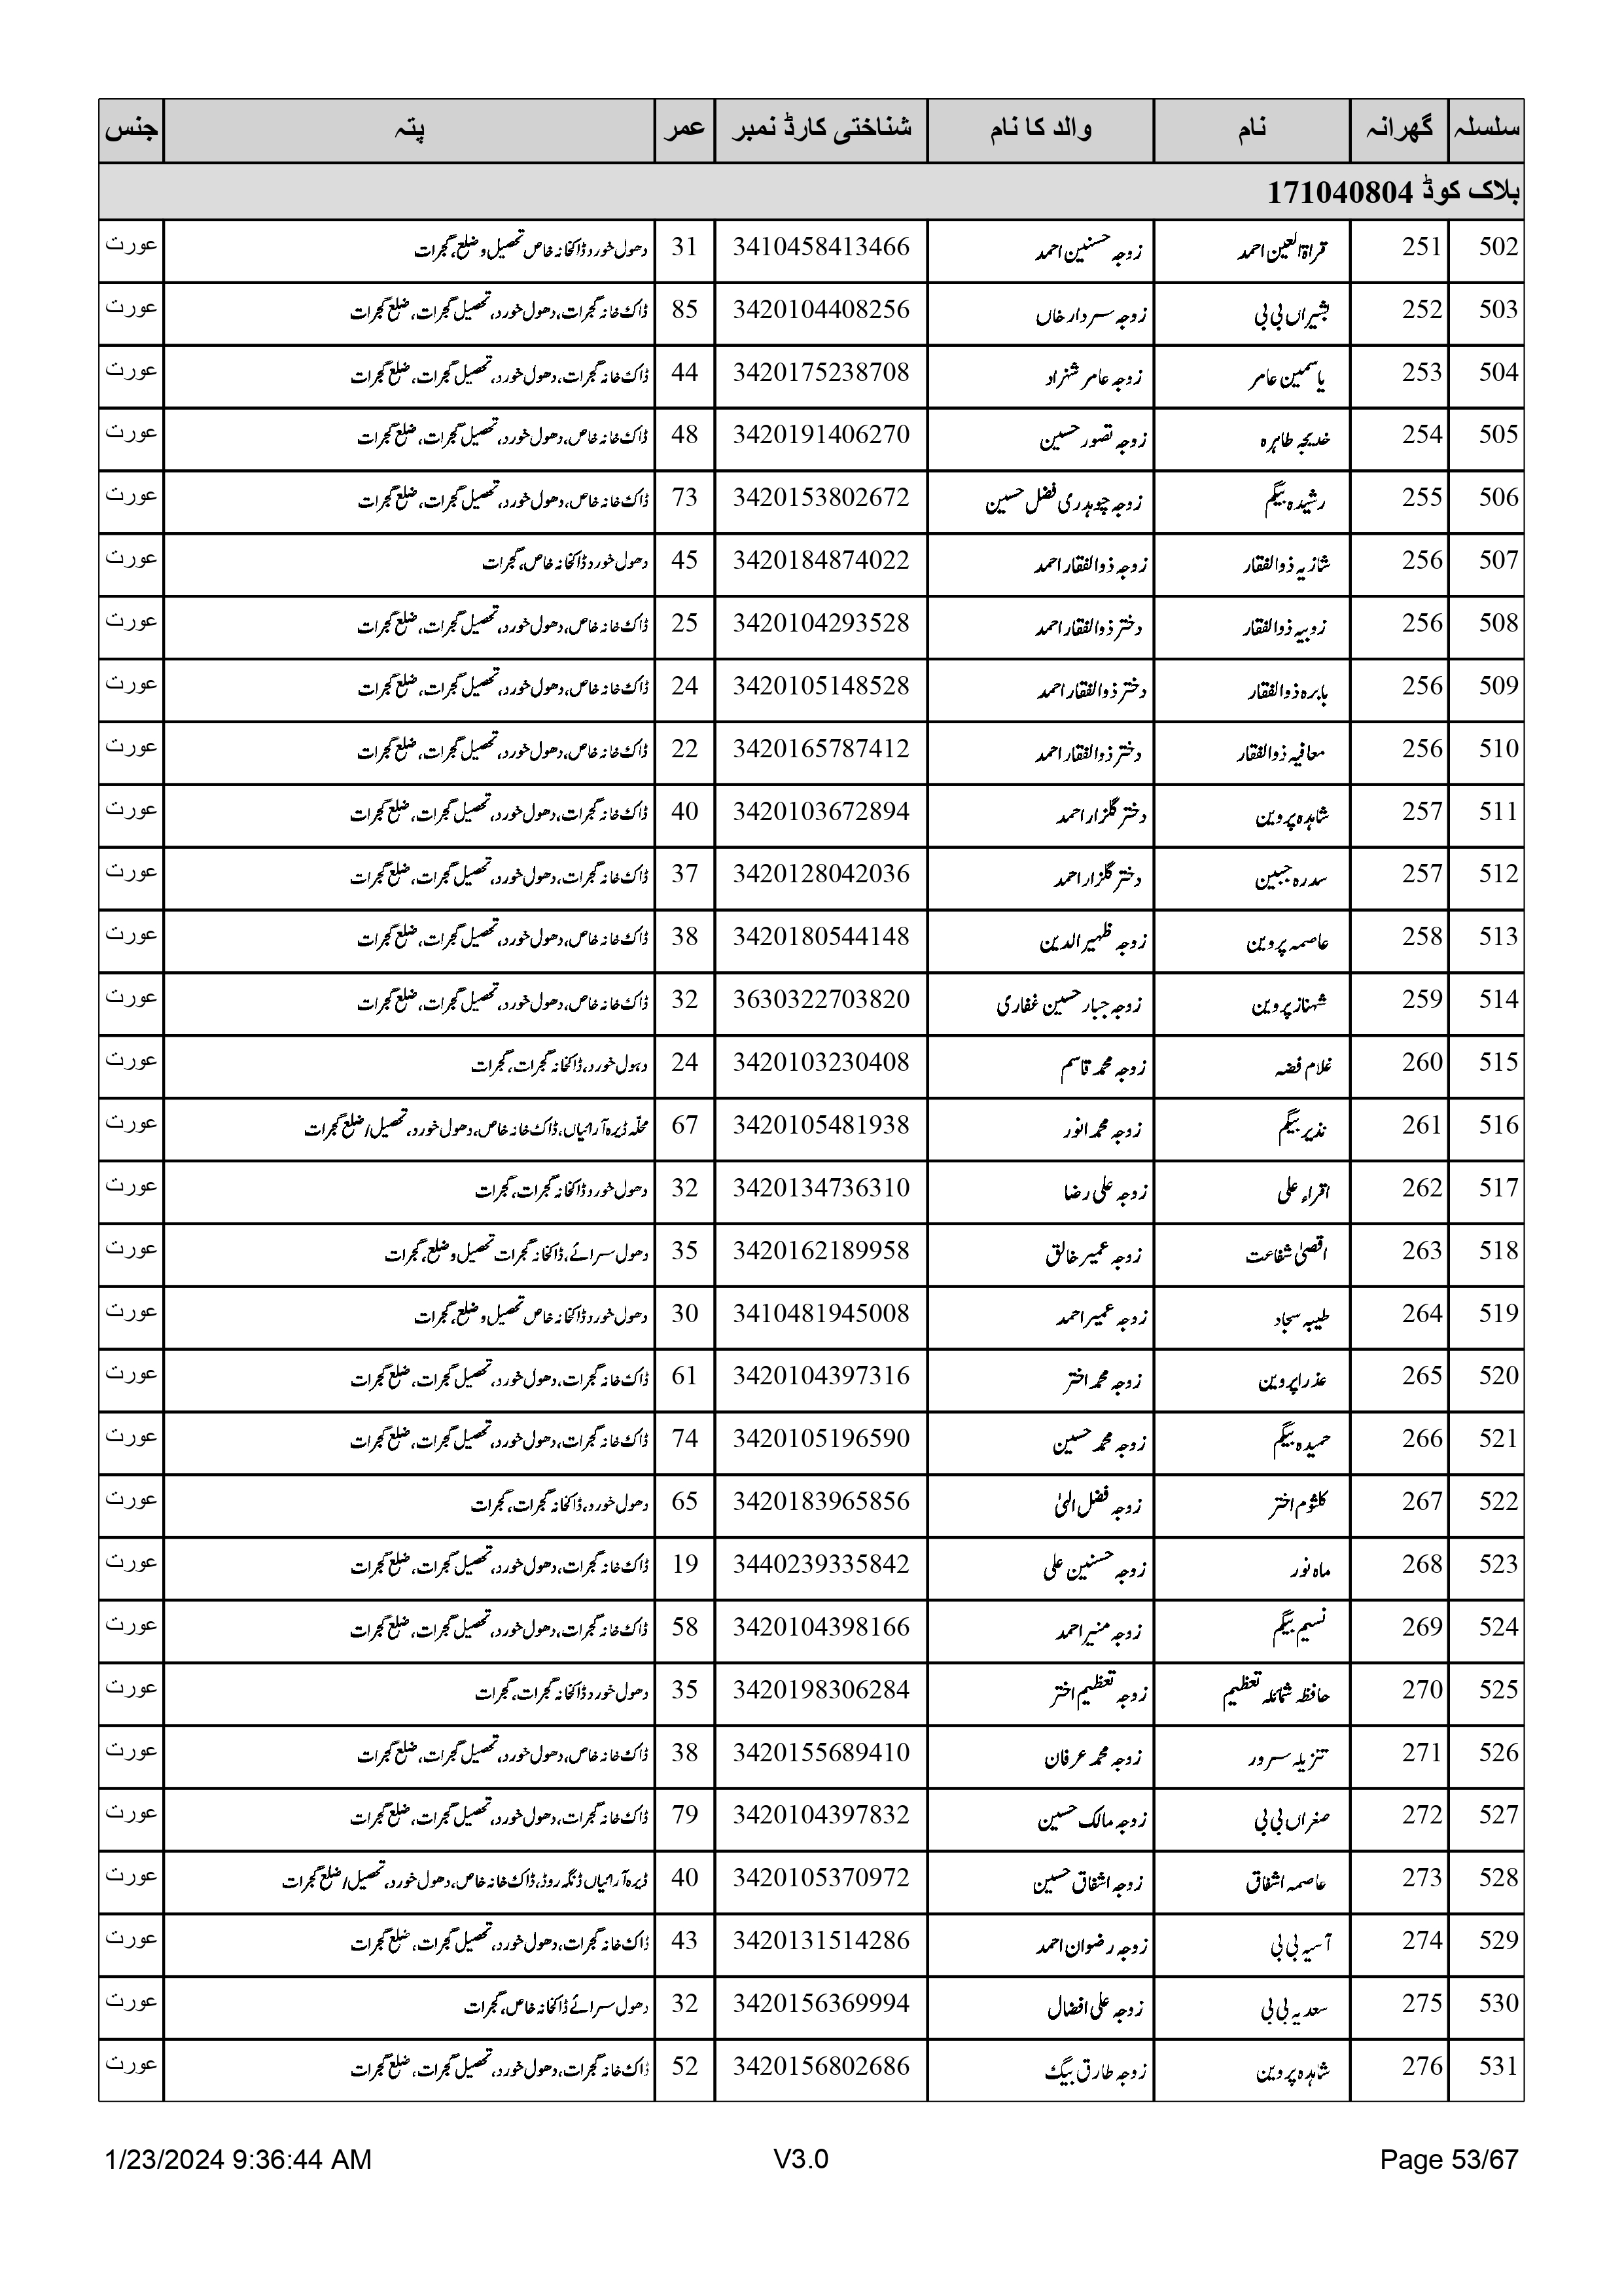 سلسلہ گھرانہ نام والد کا نام شناختی کارڈ نمبر عمر پتہ جنس
بلاک کوڈ 171040804
502 251 قراةالعین احمد زوجہ حسنین احمد 3410458413466 31 دھول خورد ڈاکخانہ خاص تحصیل و ضلع، گجرات عورت
503 252 بشیراں بی بی زوجہ سردار خاں 3420104408256 85 ڈاک خانہ گجرات، دھول خورد، تحصیل گجرات، ضلع گجرات عورت
504 253 یاسمین عامر زوجہ عامر شہزاد 3420175238708 44 ڈاک خانہ گجرات، دھول خورد، تحصیل گجرات، ضلع گجرات عورت
505 254 خدیجہ طاہرہ زوجہ تصور حسین 3420191406270 48 ڈاک خانہ خاص، دھول خورد، تحصیل گجرات، ضلع گجرات عورت
506 255 رشیدہ بیگم زوجہ چوہدری فضل حسین 3420153802672 73 ڈاک خانہ خاص، دھول خورد، تحصیل گجرات، ضلع گجرات عورت
507 256 شازیہ ذوالفقار زوجہ ذوالفقار احمد 3420184874022 45 دھول خورد ڈاکخانہ خاص، گجرات عورت
508 256 زوبیہ ذوالفقار دختر ذوالفقار احمد 3420104293528 25 ڈاک خانہ خاص، دھول خورد، تحصیل گجرات، ضلع گجرات عورت
509 256 بابرہ ذوالفقار دختر ذوالفقار احمد 3420105148528 24 ڈاک خانہ خاص، دھول خورد، تحصیل گجرات، ضلع گجرات عورت
510 256 معافیہ ذوالفقار دختر ذوالفقار احمد 3420165787412 22 ڈاک خانہ خاص، دھول خورد، تحصیل گجرات، ضلع گجرات عورت
511 257 شاہدہ پروین دختر گلزار احمد 3420103672894 40 ڈاک خانہ گجرات، دھول خورد، تحصیل گجرات، ضلع گجرات عورت
512 257 سدرہ جبین دختر گلزار احمد 3420128042036 37 ڈاک خانہ گجرات، دھول خورد، تحصیل گجرات، ضلع گجرات عورت
513 258 عاصمہ پروین زوجہ ظہیر الدین 3420180544148 38 ڈاک خانہ خاص، دھول خورد، تحصیل گجرات، ضلع گجرات عورت
514 259 شہناز پروین زوجہ جبار حسین غفاری 3630322703820 32 ڈاک خانہ خاص، دھول خورد، تحصیل گجرات، ضلع گجرات عورت
515 260 غلام فضہ زوجہ محمد قاسم 3420103230408 24 دہول خورد، ڈاکخانہ گجرات، گجرات عورت
516 261 نذیر بیگم زوجہ محمد انور 3420105481938 67 محلّہ ڈیرہ آرائیاں، ڈاک خانہ خاص، دھول خورد، تحصیل/ضلع گجرات عورت
517 262 اقراء علی زوجہ علی رضا 3420134736310 32 دھول خورد ڈاکخانہ گجرات، گجرات عورت
518 263 اقصیٰ شفاعت زوجہ عمیر خالق 3420162189958 35 دھول سرائے، ڈاکخانہ گجرات تحصیل و ضلع، گجرات عورت
519 264 طیبہ سجاد زوجہ عمیر احمد 3410481945008 30 دھول خورد ڈاکخانہ خاص تحصیل و ضلع، گجرات عورت
520 265 عذرا پروین زوجہ محمد اختر 3420104397316 61 ڈاک خانہ گجرات، دھول خورد، تحصیل گجرات، ضلع گجرات عورت
521 266 حمیدہ بیگم زوجہ محمد حسین 3420105196590 74 ڈاک خانہ گجرات، دھول خورد، تحصیل گجرات، ضلع گجرات عورت
522 267 کلثوم اختر زوجہ فضل الہیٰ 3420183965856 65 دھول خورد، ڈاکخانہ گجرات، گجرات عورت
523 268 ماہ نور زوجہ حسنین علی 3440239335842 19 ڈاک خانہ گجرات، دھول خورد، تحصیل گجرات، ضلع گجرات عورت
524 269 نسیم بیگم زوجہ منیر احمد 3420104398166 58 ڈاک خانہ گجرات، دھول خورد، تحصیل گجرات، ضلع گجرات عورت
525 270 حافظہ شمائلہ تعظیم زوجہ تعظیم اختر 3420198306284 35 دھول خورد ڈاکخانہ گجرات، گجرات عورت
526 271 تنزیلہ سرور زوجہ محمد عرفان 3420155689410 38 ڈاک خانہ خاص، دھول خورد، تحصیل گجرات، ضلع گجرات عورت
527 272 صغراں بی بی زوجہ مالک حسین 3420104397832 79 ڈاک خانہ گجرات، دھول خورد، تحصیل گجرات، ضلع گجرات عورت
528 273 عاصمہ اشفاق زوجہ اشفاق حسین 3420105370972 40 ڈیرہ آرائیاں ڈنگہ روڈ، ڈاک خانہ خاص، دھول خورد، تحصیل/ضلع گجرات عورت
529 274 آسیہ بی بی زوجہ رضوان احمد 3420131514286 43 ڈاک خانہ گجرات، دھول خورد، تحصیل گجرات، ضلع گجرات عورت
530 275 سعدیہ بی بی زوجہ علی افضال 3420156369994 32 دھول سرائے ڈاکخانہ خاص، گجرات عورت
531 276 شاہدہ پروین زوجہ طارق بیگ 3420156802686 52 ڈاک خانہ گجرات، دھول خورد، تحصیل گجرات، ضلع گجرات عورت
1/23/2024 9:36:44 AM V3.0 Page 53/67